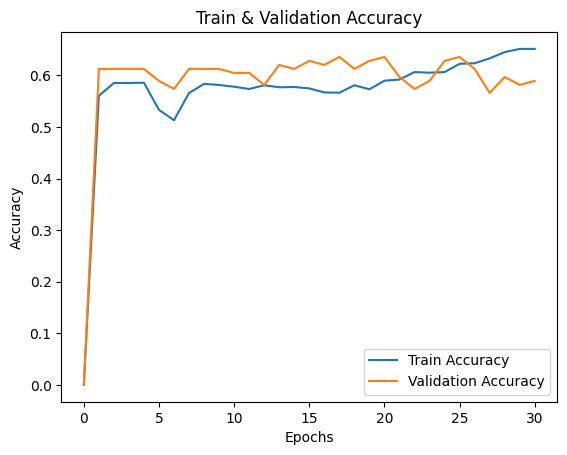 Train & Validation Accuracy
Accuracy
0.6
0.5
0.4
0.3
0.2
0.1
0.0
Train Accuracy
Validation Accuracy
0 5 10 15 20 25 30
Epochs